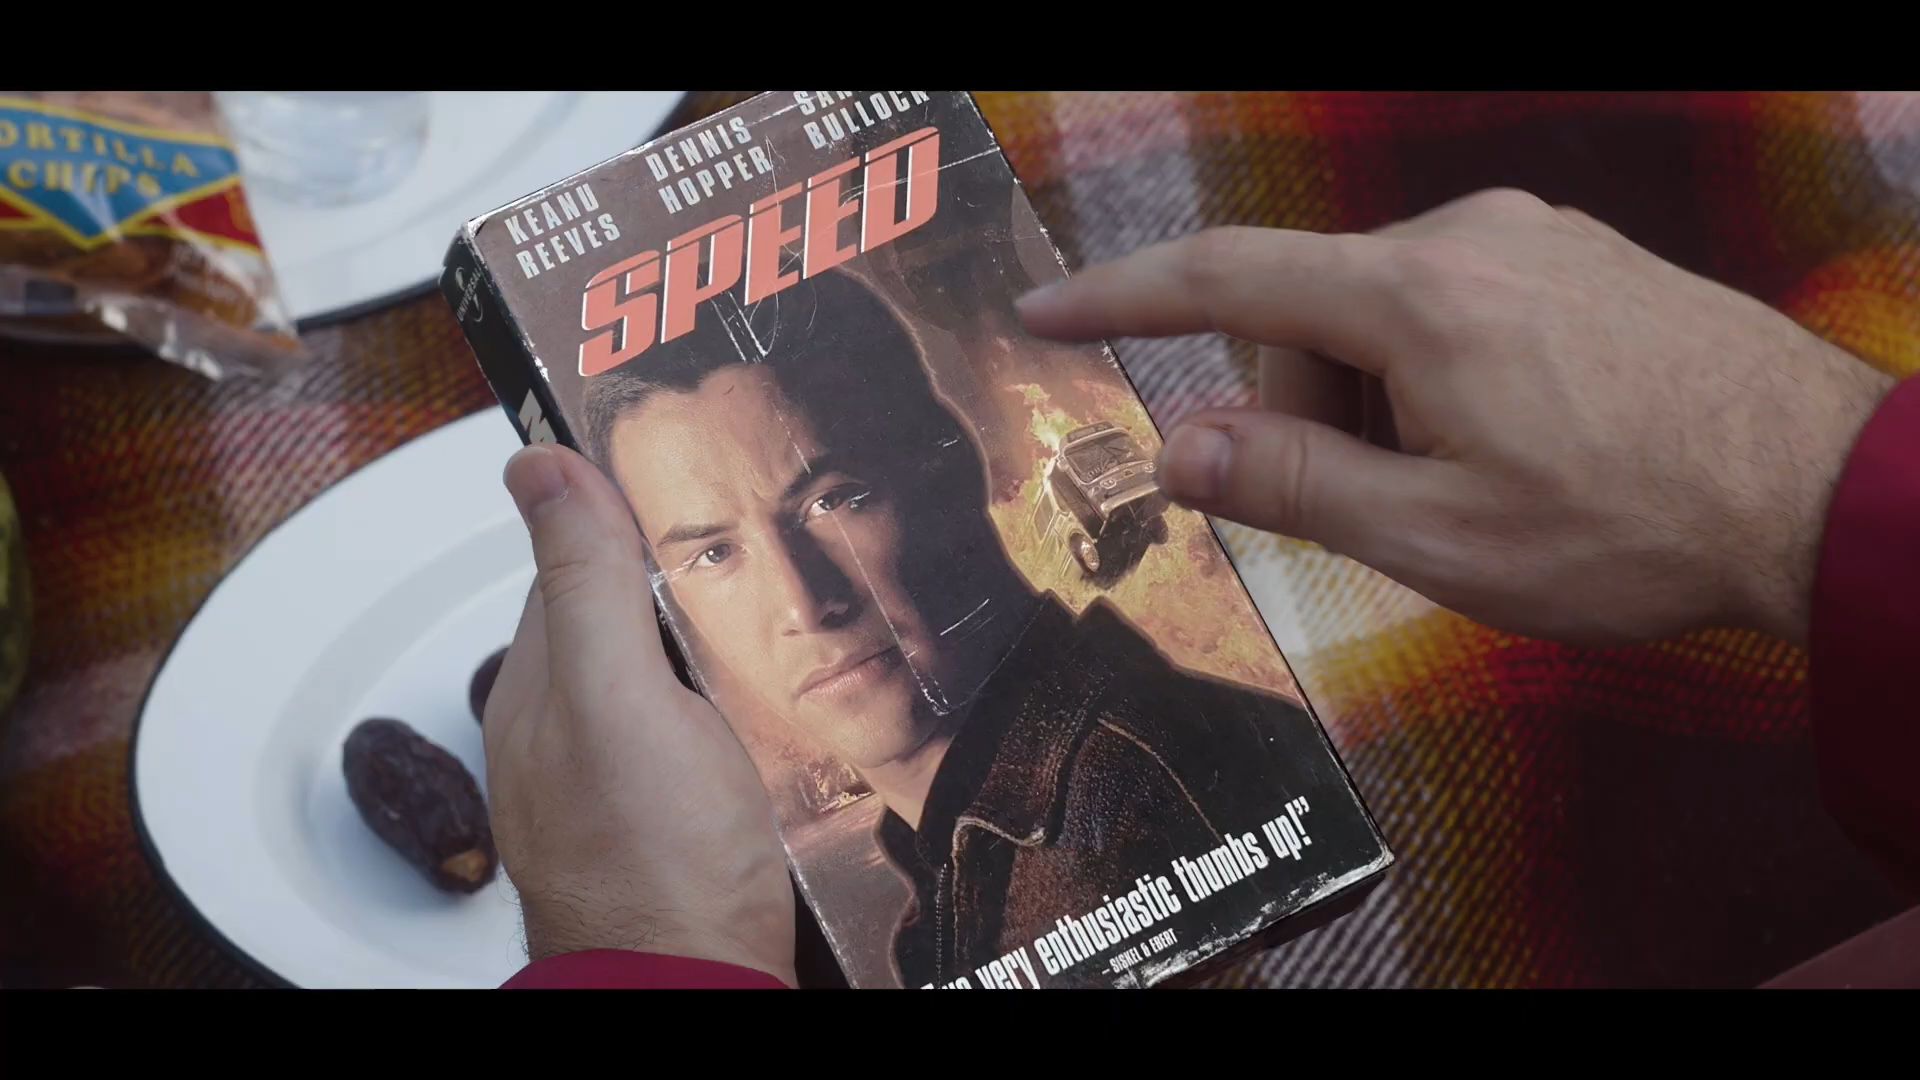 ORTILLA
CHIPS
KEANU
REEVES
DENNIS
HOPPER
BULLOCK
SPEED
very enthusiastic thumbs up!”
– SISKEL & EBERT